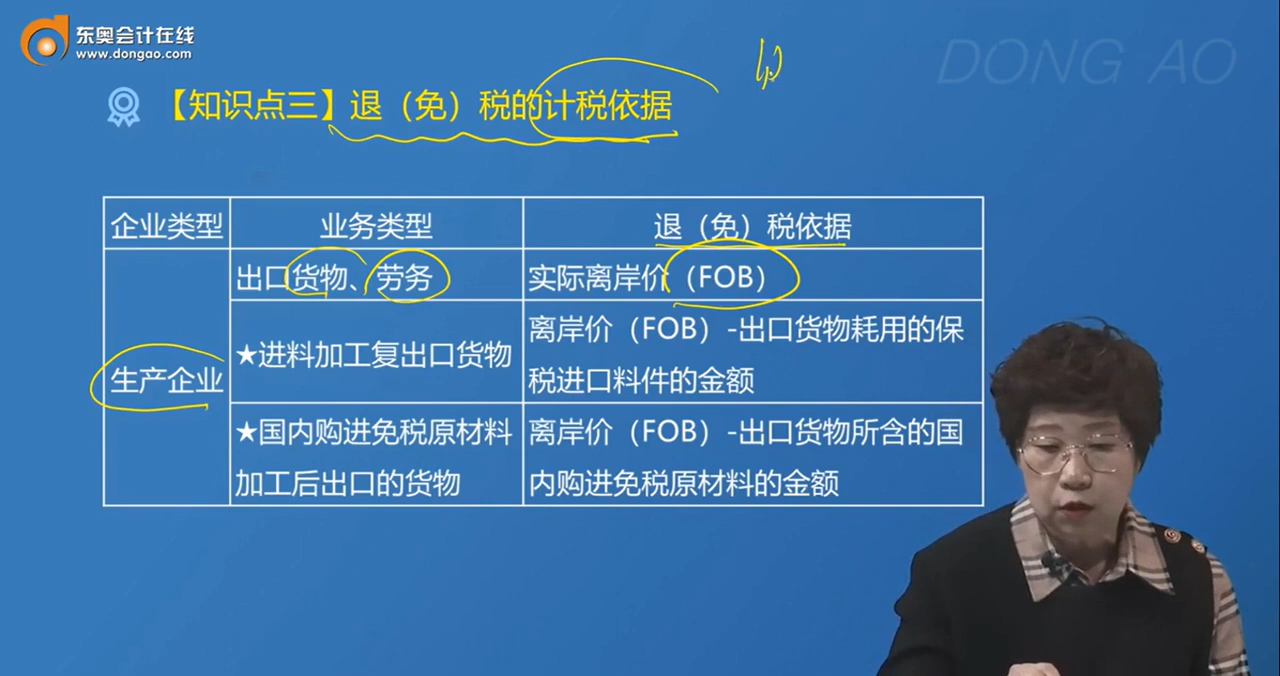 东奥会计在线
www.dongao.com
DONG AO
【知识点三】退（免）税的计税依据
企业类型 业务类型 退（免）税依据
出口货物、劳务 实际离岸价（FOB）
生产企业
★进料加工复出口货物
离岸价（FOB）-出口货物耗用的保
税进口料件的金额
★国内购进免税原材料
加工后出口的货物
离岸价（FOB）-出口货物所含的国
内购进免税原材料的金额